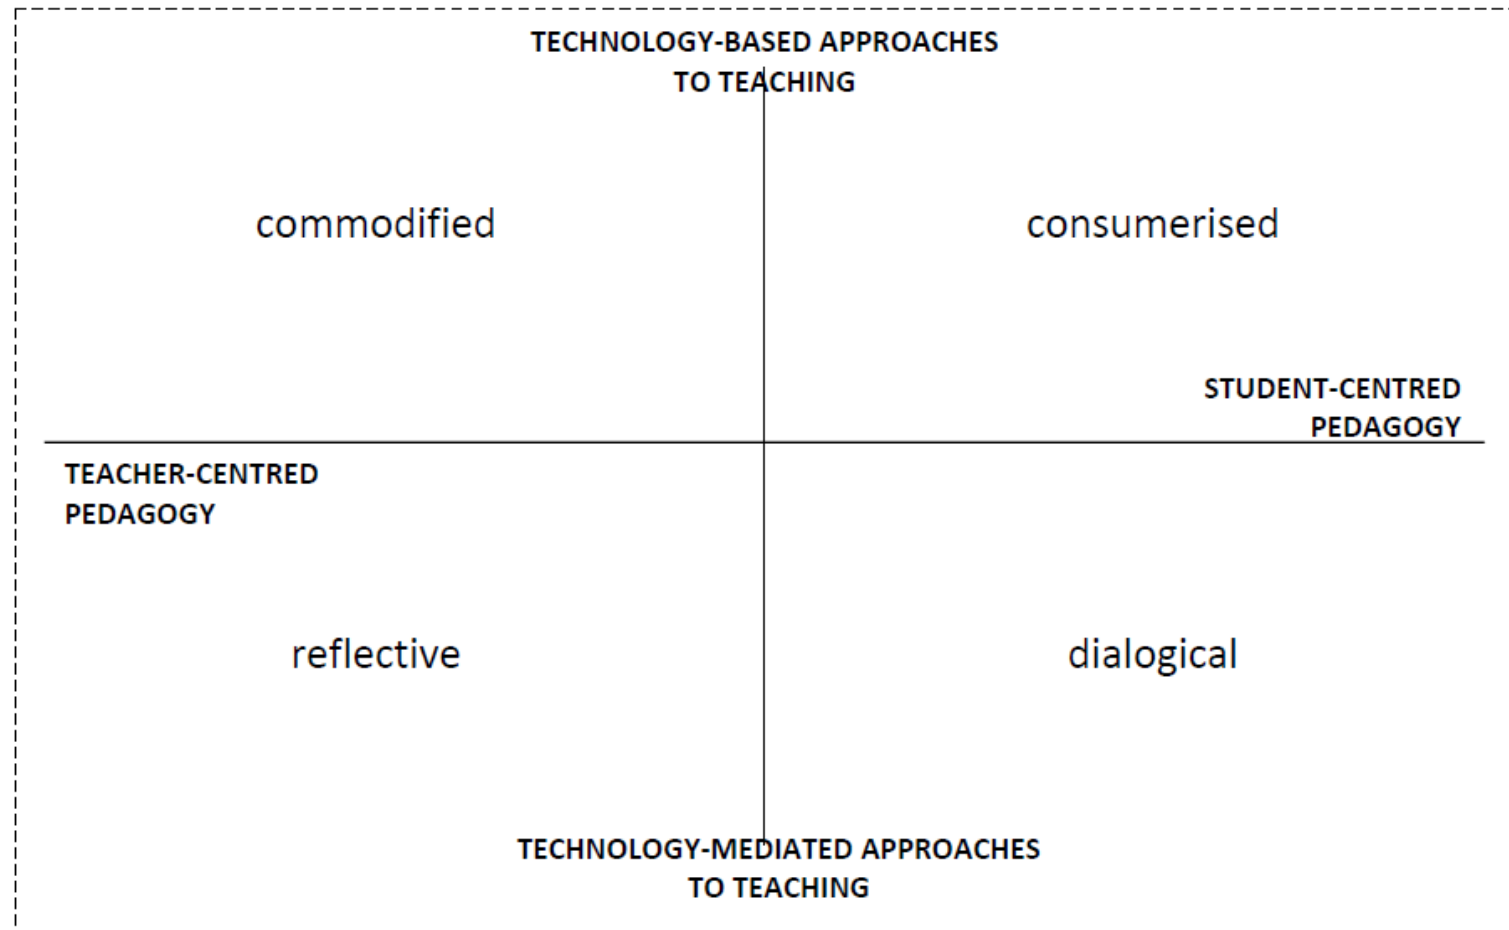 TECHNOLOGY-BASED APPROACHES
TO TEACHING
commodified
consumerised
STUDENT-CENTRED
PEDAGOGY
TEACHER-CENTRED
PEDAGOGY
reflective
dialogical
TECHNOLOGY-MEDIATED APPROACHES
TO TEACHING